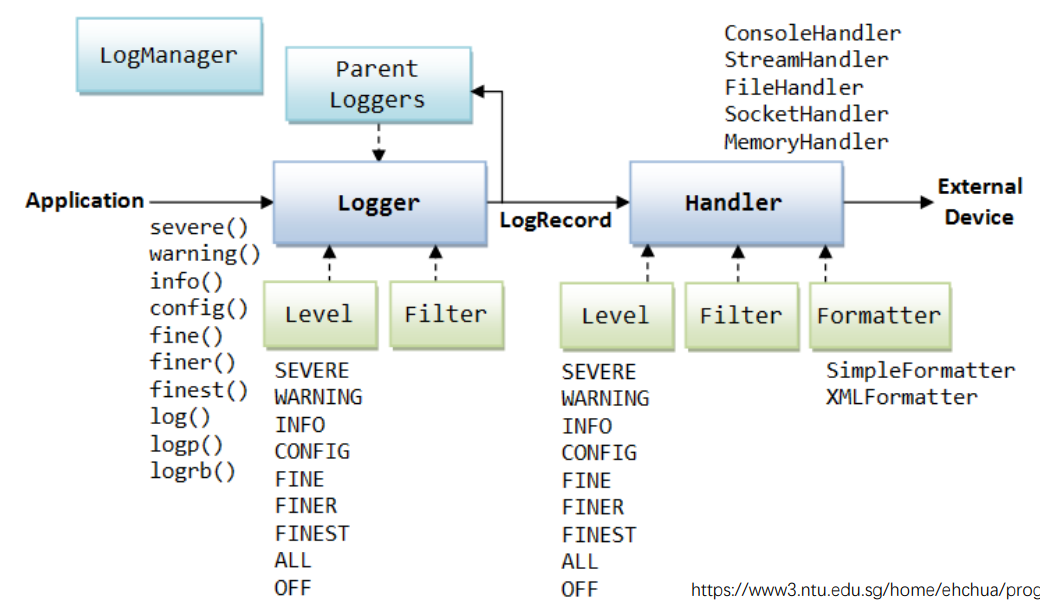 LogManager
Parent
Loggers
ConsoleHandler
StreamHandler
FileHandler
SocketHandler
MemoryHandler
Application
Logger
LogRecord
Handler
External
Device
severe()
warning()
info()
config()
fine()
finer()
finest()
log()
logp()
logrb()
Level
Filter
SEVERE
WARNING
INFO
CONFIG
FINE
FINER
FINEST
ALL
OFF
Level
Filter
Formatter
SEVERE
WARNING
INFO
CONFIG
FINE
FINER
FINEST
ALL
OFF
SimpleFormatter
XMLFormatter
https://www3.ntu.edu.sg/home/ehchua/prog